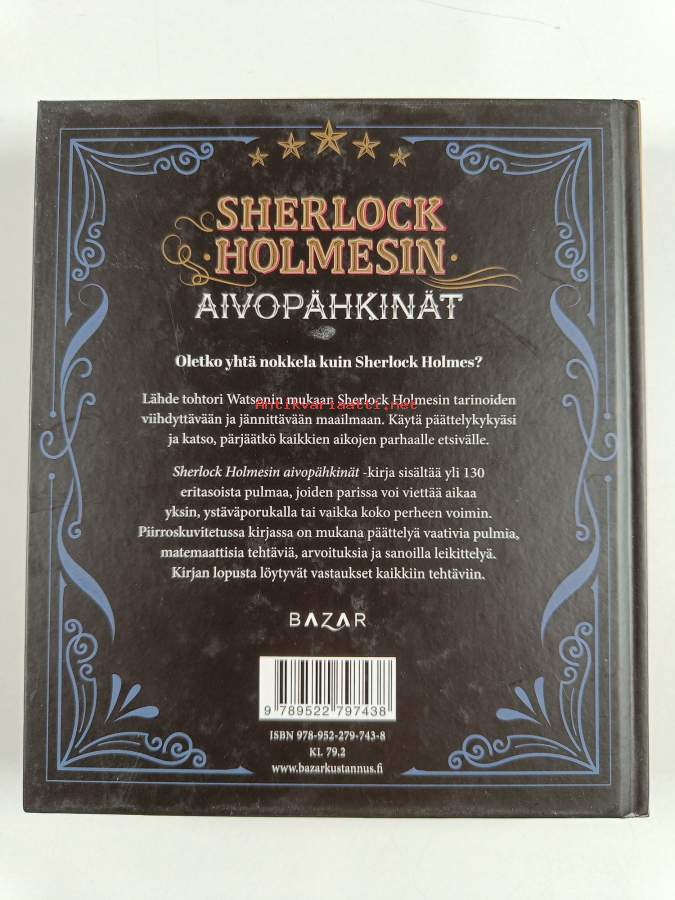 SHERLOCK
·HOLMESIN·
AIVOPÄHKINÄT
Oletko yhtä nokkela kuin Sherlock Holmes?
Lähde tohtori Watsonin mukaan Sherlock Holmesin tarinoiden
Antikvariaatti.net
viihdyttävään ja jännittävään maailmaan. Käytä päättelykykyäsi
ja katso, pärjäätkö kaikkien aikojen parhaalle etsivälle.
Sherlock Holmesin aivopähkinät -kirja sisältää yli 130
eritasoista pulmaa, joiden parissa voi viettää aikaa
yksin, ystäväporukalla tai vaikka koko perheen voimin.
Piirroskuvitetussa kirjassa on mukana päättelyä vaativia pulmia,
matemaattisia tehtäviä, arvoituksia ja sanoilla leikittelyä.
Kirjan lopusta löytyvät vastaukset kaikkiin tehtäviin.
BAZAR
9 789522 797438
ISBN 978-952-279-743-8
KL 79.2
www.bazarkustannus.fi